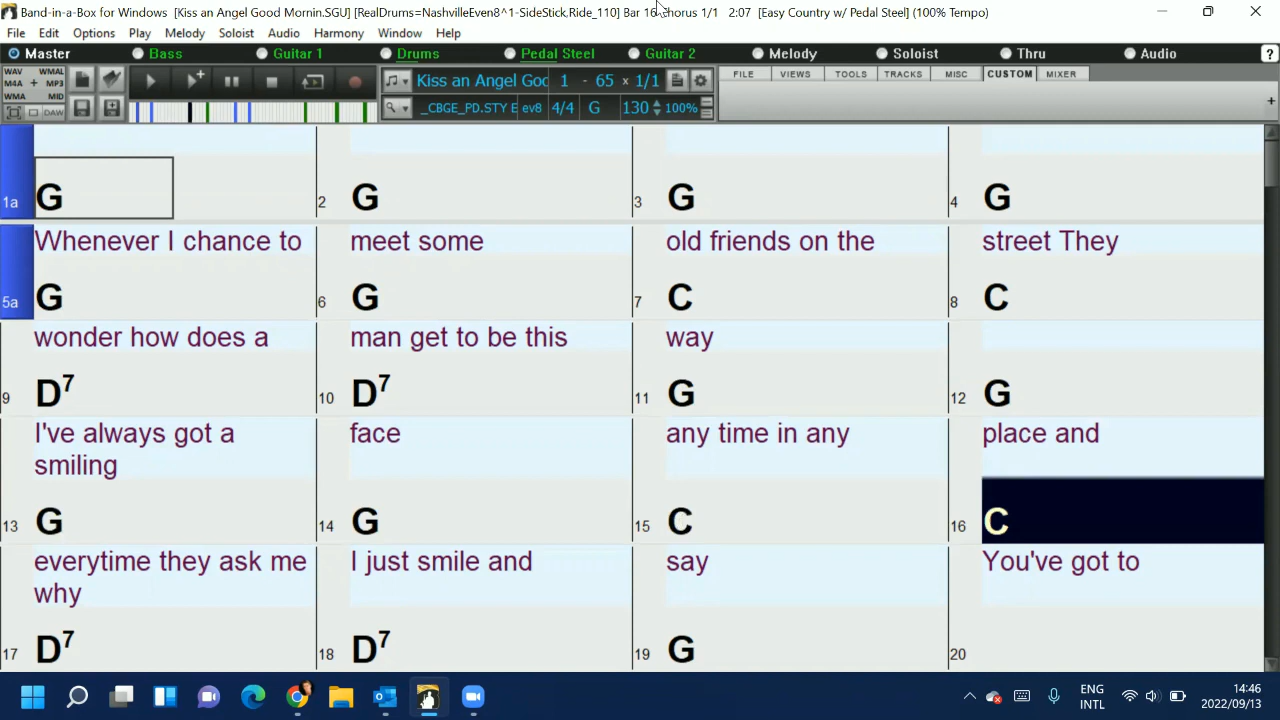 Band-in-a-Box for Windows [Kiss an Angel Good Mornin.SGU] [RealDrums=NashvilleEven8^1-SideStick,Ride_110] Bar 16 Chorus 1/1 2:07 [Easy Country w/ Pedal Steel] (100% Tempo)
File Edit Options Play Melody Soloist Audio Harmony Window Help
Master Bass Guitar 1 Drums Pedal Steel Guitar 2 Melody Soloist Thru Audio ?
WAV WMAL
M4A + MP3
WMA MID
DAW
Kiss an Angel Goo 1 - 65 x 1/1
_CBGE_PD.STY E ev8 4/4 G 130 100%
FILE VIEWS TOOLS TRACKS MISC CUSTOM MIXER
+
1a G 2 G 3 G 4 G
Whenever I chance to meet some old friends on the street They
5a G 6 G 7 C 8 C
wonder how does a man get to be this way
9 D7 10 D7 11 G 12 G
I've always got a smiling face any time in any place and
13 G 14 G 15 C 16 C
everytime they ask me why I just smile and say You've got to
17 D7 18 D7 19 G 20
ENG
INTL
14:46
2022/09/13